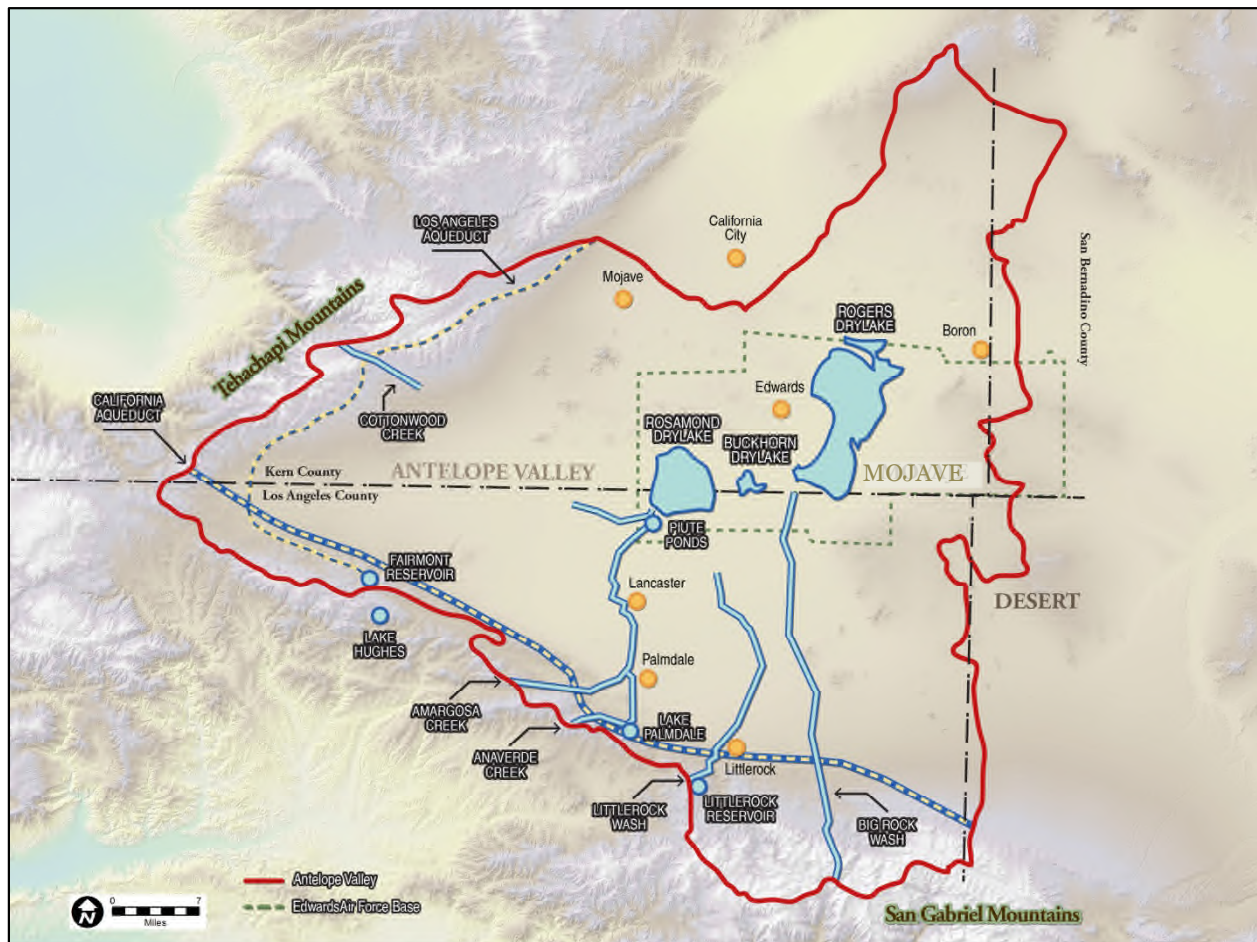 LOS ANGELES
AQUEDUCT
California
City
Mojave
Tehachapi Mountains
ROGERS
DRYLAKE
Boron
San Bernadino County
Edwards
CALIFORNIA
AQUEDUCT
COTTONWOOD
CREEK
ROSAMOND
DRYLAKE
BUCKHORN
DRYLAKE
Kern County
ANTELOPE VALLEY
MOJAVE
Los Angeles County
PIUTE
PONDS
FAIRMONT
RESERVOIR
Lancaster
DESERT
LAKE
HUGHES
Palmdale
AMARGOSA
CREEK
LAKE
PALMDALE
ANAVERDE
CREEK
Littlerock
LITTLEROCK
WASH
LITTLEROCK
RESERVOIR
BIG ROCK
WASH
Antelope Valley
EdwardsAir Force Base
San Gabriel Mountains
N
0 7
Miles